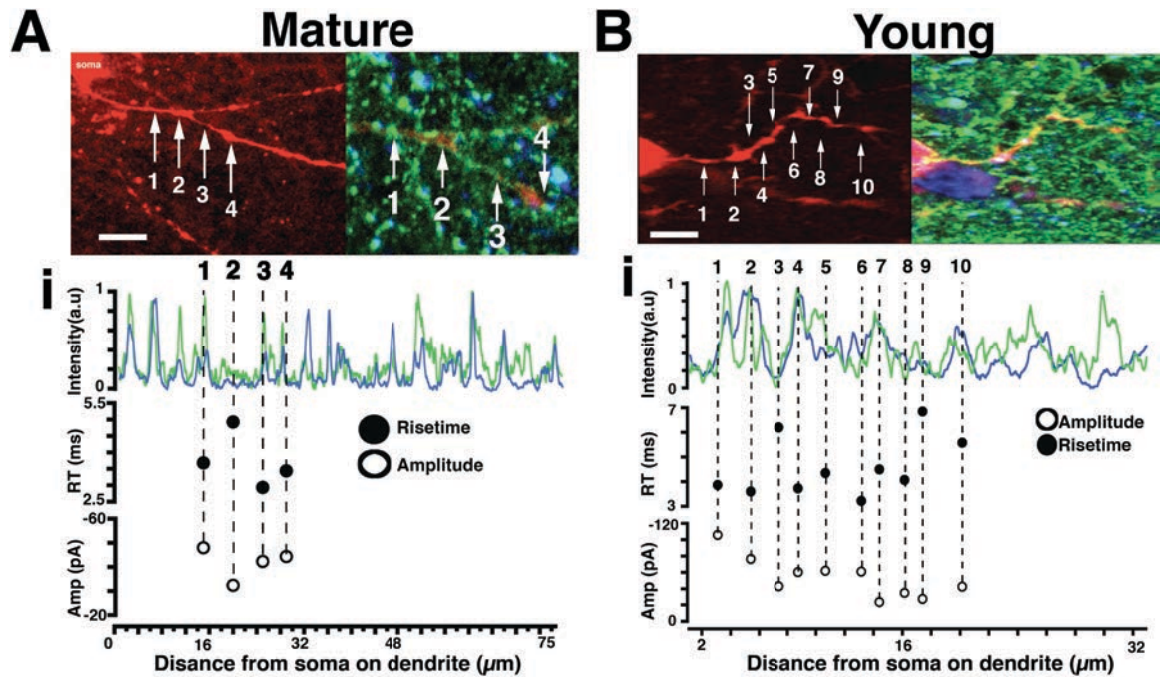 A Mature
soma
1 2 3 4
1 2 3 4
i
1 2 3 4
1
Intensity(a.u)
0
5.5
RT (ms)
2.5
-60
Amp (pA)
-20
Risetime
Amplitude
0 16 32 48 75
Disance from soma on dendrite (μm)
B Young
3 5 7 9
1 2 4 6 8 10
i
1 2 3 4 5 6 7 8 9 10
1
Intensity(a.u)
0
7
RT (ms)
3
-120
Amp (pA)
0
Amplitude
Risetime
2 16 32
Disance from soma on dendrite (μm)